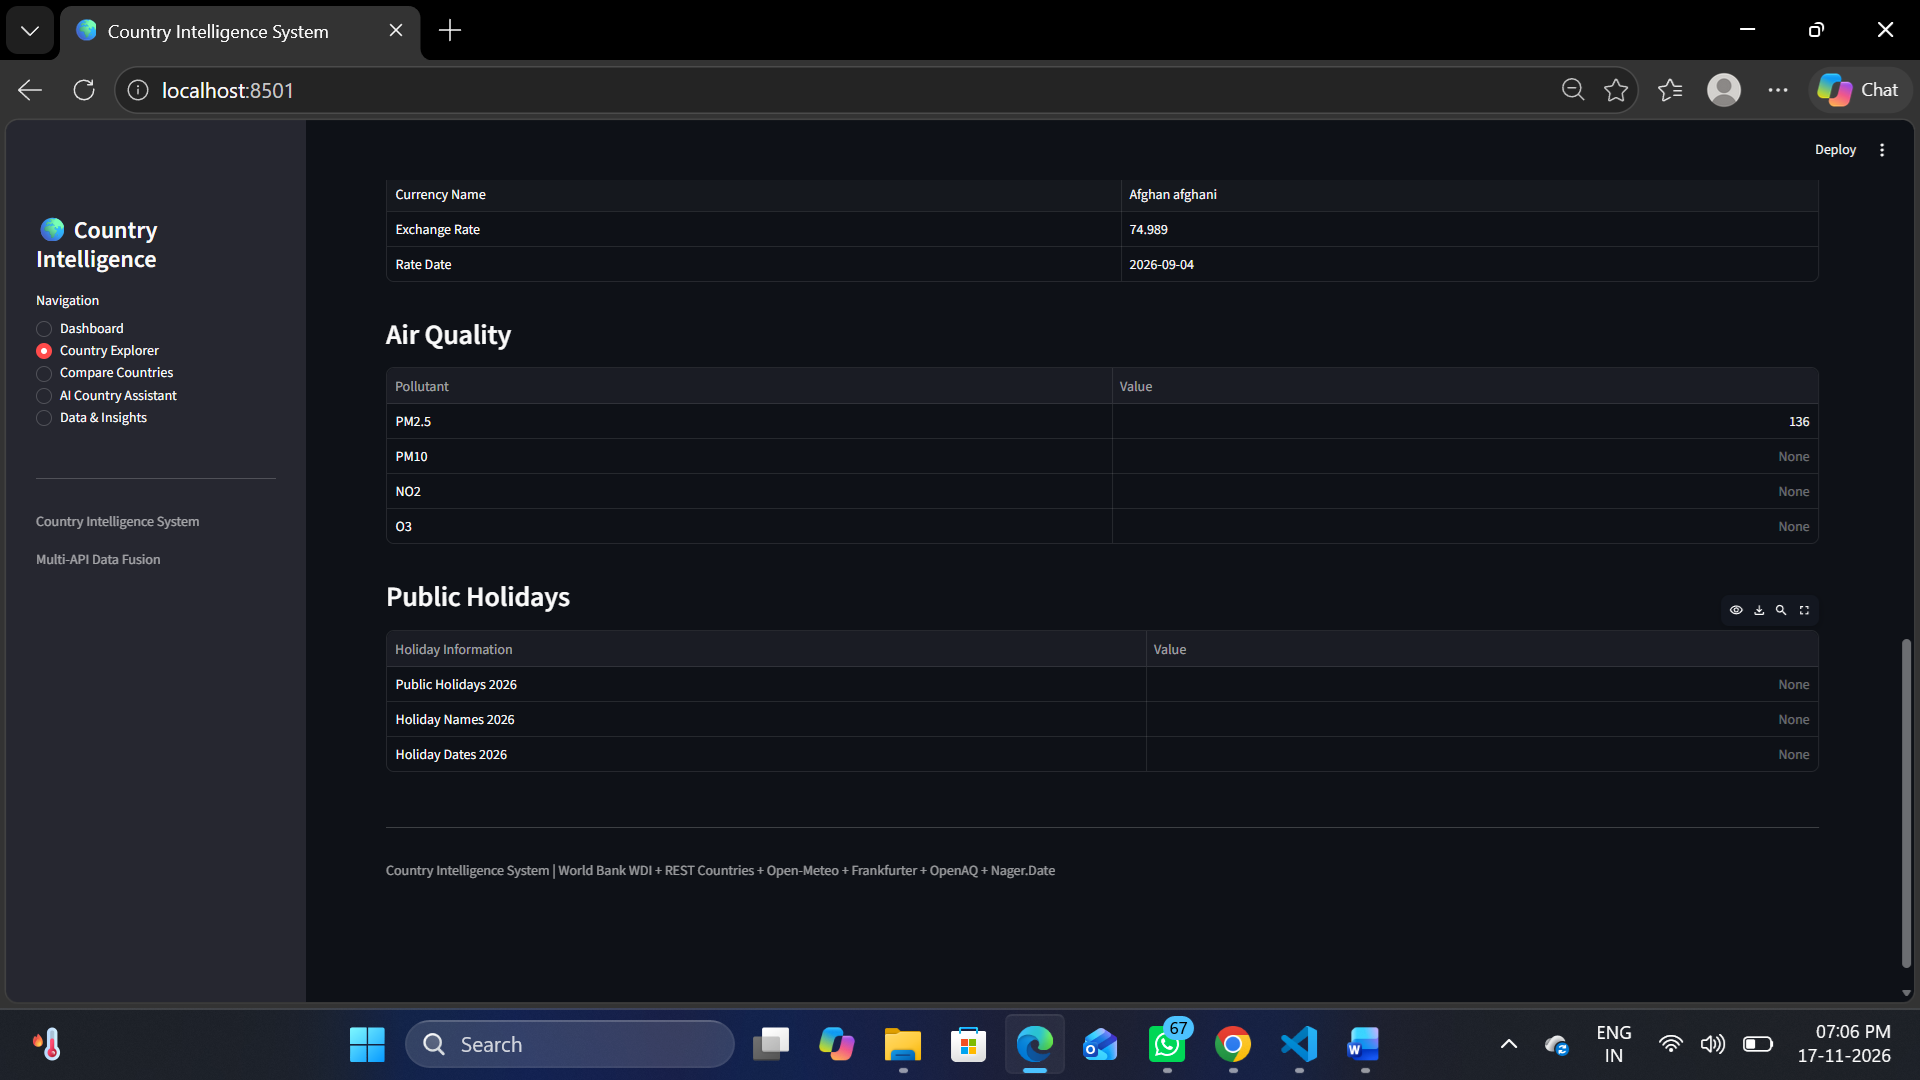 Country Intelligence System
localhost:8501
Chat
Deploy
Country
Intelligence
Navigation
Dashboard
Country Explorer
Compare Countries
AI Country Assistant
Data & Insights
Country Intelligence System
Multi-API Data Fusion
Currency Name Afghan afghani
Exchange Rate 74.989
Rate Date 2026-09-04
Air Quality
Pollutant Value
PM2.5 136
PM10 None
NO2 None
O3 None
Public Holidays
Holiday Information Value
Public Holidays 2026 None
Holiday Names 2026 None
Holiday Dates 2026 None
Country Intelligence System | World Bank WDI + REST Countries + Open-Meteo + Frankfurter + OpenAQ + Nager.Date
Search
67
ENG
IN
07:06 PM
17-11-2026